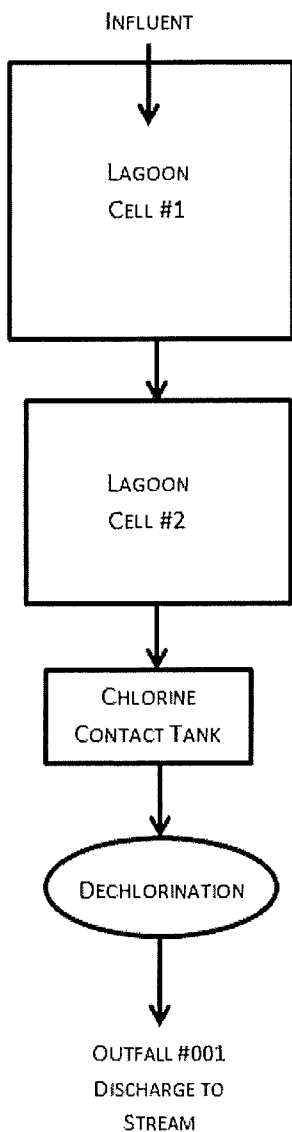 INFLUENT
LAGOON
CELL #1
LAGOON
CELL #2
CHLORINE
CONTACT TANK
DECHLORINATION
OUTFALL #001
DISCHARGE TO
STREAM